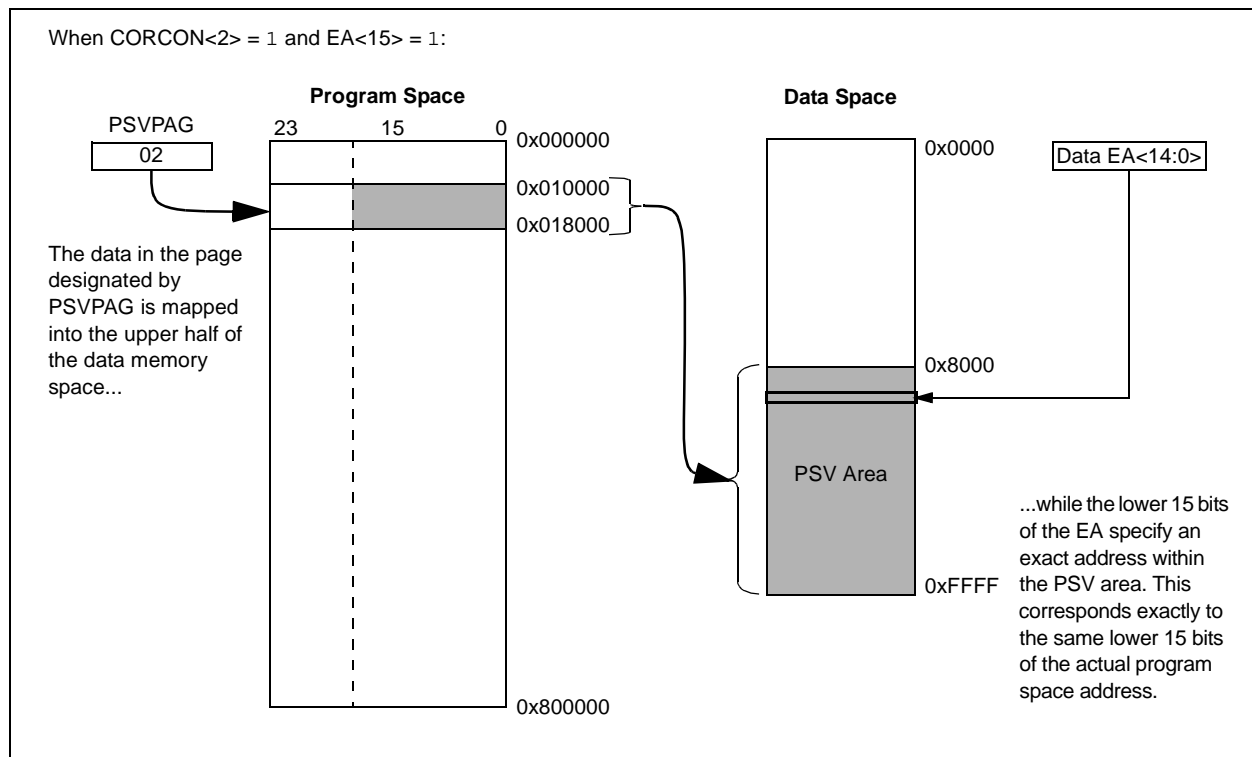 When CORCON<2> = 1 and EA<15> = 1:
Program Space
Data Space
PSVPAG
02
23 15 0
0x000000
0x010000
0x018000
0x800000
The data in the page
designated by
PSVPAG is mapped
into the upper half of
the data memory
space...
0x0000
0x8000
0xFFFF
PSV Area
Data EA<14:0>
...while the lower 15 bits
of the EA specify an
exact address within
the PSV area. This
corresponds exactly to
the same lower 15 bits
of the actual program
space address.